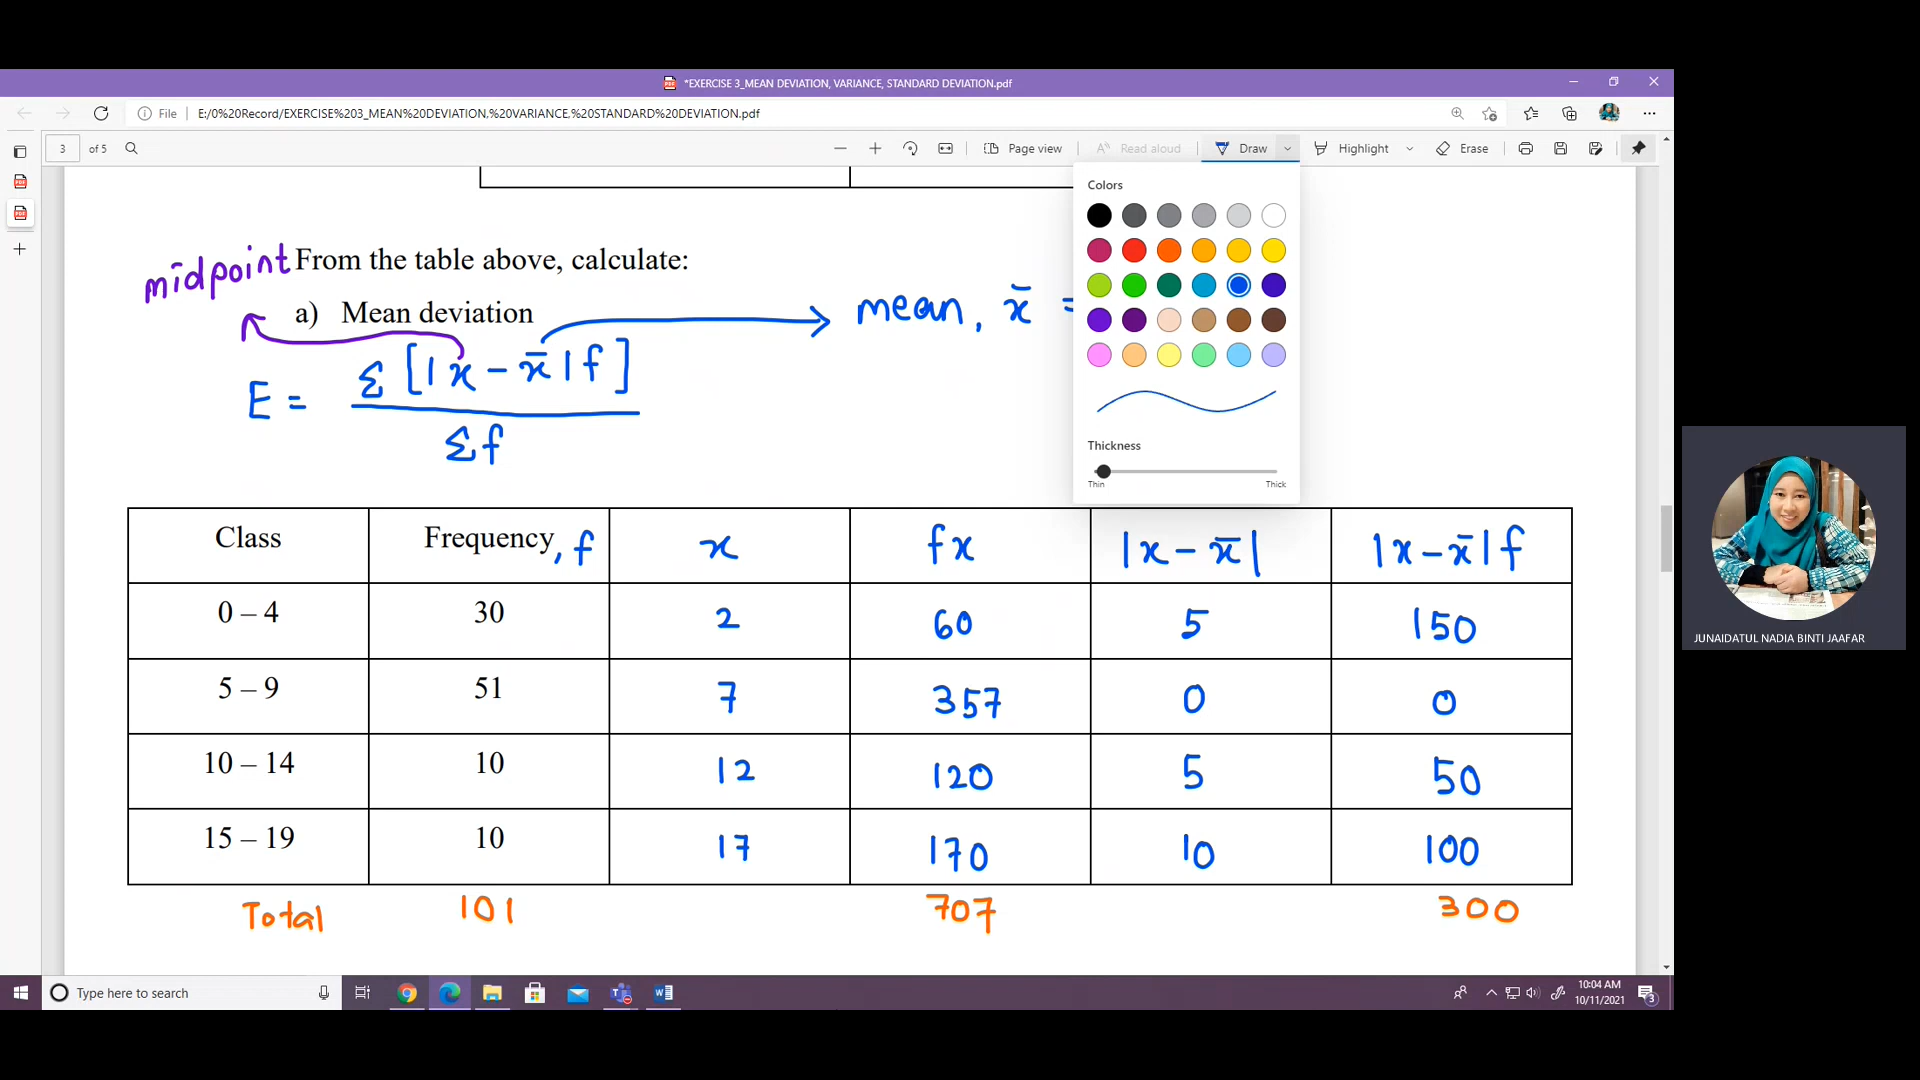 *EXERCISE 3_MEAN DEVIATION, VARIANCE, STANDARD DEVIATION.pdf
File E:/0%20Record/EXERCISE%203_MEAN%20DEVIATION,%20VARIANCE,%20STANDARD%20DEVIATION.pdf
3 of 5 Page view Read aloud Draw Highlight Erase
Colors
Thickness
Thin Thick
midpoint From the table above, calculate:
a) Mean deviation
mean, x̄ =
E = Σ [|x - x̄| f] / Σf
Class Frequency, f x fx |x - x̄| |x - x̄| f
0 – 4 30 2 60 5 150
5 – 9 51 7 357 0 0
10 – 14 10 12 120 5 50
15 – 19 10 17 170 10 100
Total 101 707 300
JUNAIDATUL NADIA BINTI JAAFAR
Type here to search
10:04 AM
10/11/2021
3